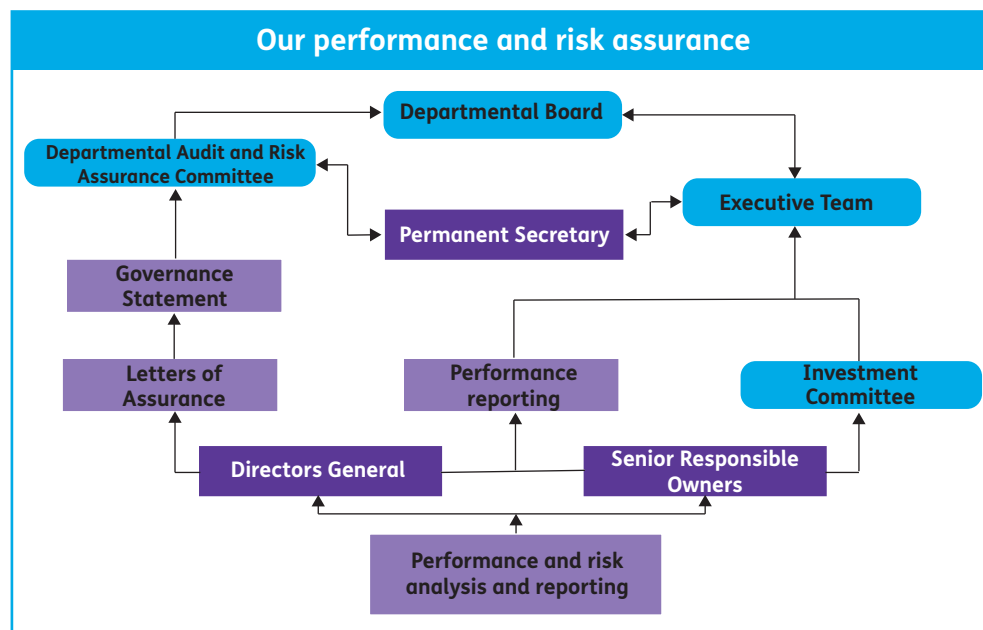 Our performance and risk assurance
Departmental Board
Departmental Audit and Risk
Assurance Committee
Executive Team
Permanent Secretary
Governance
Statement
Letters of
Assurance
Performance
reporting
Investment
Committee
Directors General
Senior Responsible
Owners
Performance and risk
analysis and reporting